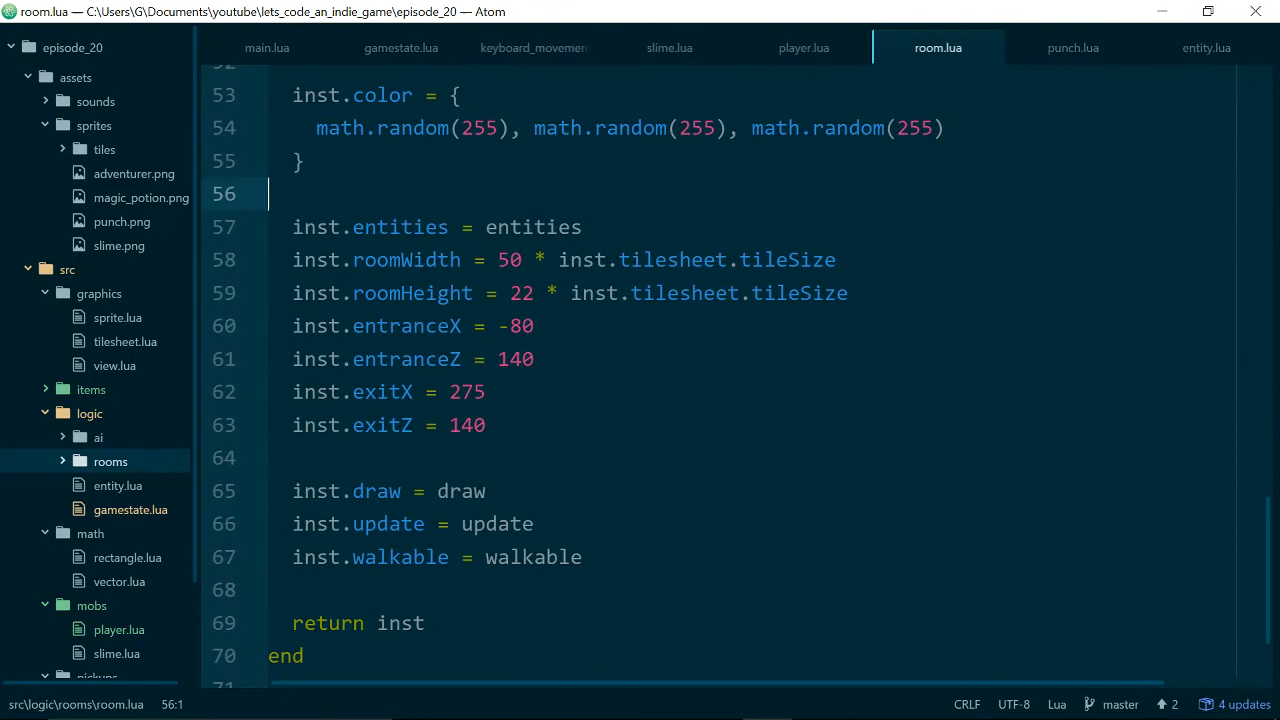 room.lua — C:\Users\G\Documents\youtube\lets_code_an_indie_game\episode_20 — Atom
episode_20
main.lua
gamestate.lua
keyboard_movemen
slime.lua
player.lua
room.lua
punch.lua
entity.lua
assets
sounds
sprites
tiles
adventurer.png
magic_potion.png
punch.png
slime.png
src
graphics
sprite.lua
tilesheet.lua
view.lua
items
logic
ai
rooms
entity.lua
gamestate.lua
math
rectangle.lua
vector.lua
mobs
player.lua
slime.lua
pickups
53 inst.color = {
54 math.random(255), math.random(255), math.random(255)
55 }
56
57 inst.entities = entities
58 inst.roomWidth = 50 * inst.tilesheet.tileSize
59 inst.roomHeight = 22 * inst.tilesheet.tileSize
60 inst.entranceX = -80
61 inst.entranceZ = 140
62 inst.exitX = 275
63 inst.exitZ = 140
64
65 inst.draw = draw
66 inst.update = update
67 inst.walkable = walkable
68
69 return inst
70 end
71
src\logic\rooms\room.lua 56:1
CRLF UTF-8 Lua master 2 4 updates